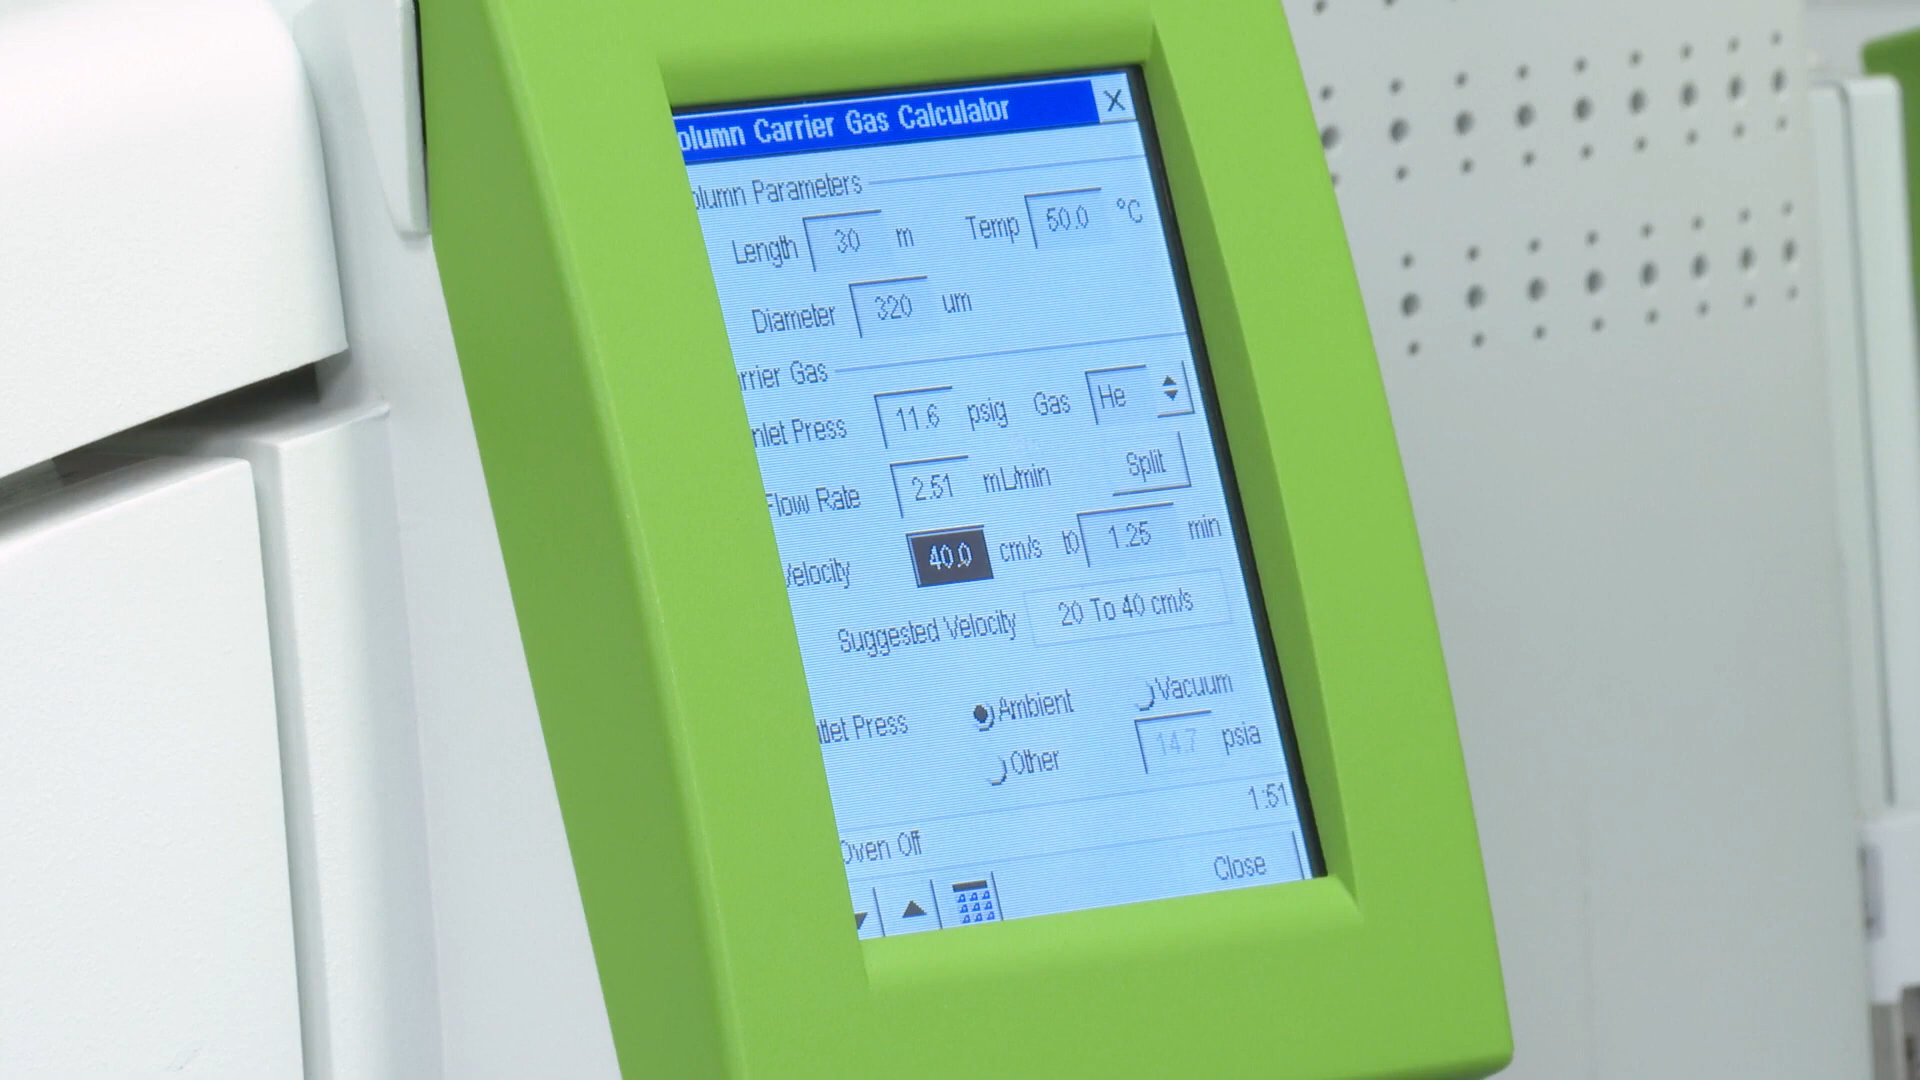 olumn Carrier Gas Calculator X
olumn Parameters
Length 30 m Temp 50.0 °C
Diameter 320 um
rrier Gas
nlet Press 11.6 psig Gas He
Flow Rate 2.51 mL/min Split
Velocity 40.0 cm/s t0 1.25 min
Suggested Velocity 20 To 40 cm/s
utlet Press Ambient Vacuum
Other 14.7 psia
1:51
Oven Off
Close